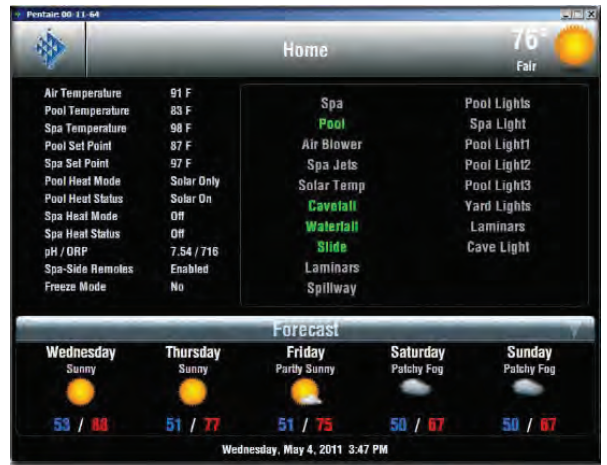 Pentair: 00-11-64
Home
76°
Fair
Air Temperature 91 F
Pool Temperature 83 F
Spa Temperature 98 F
Pool Set Point 87 F
Spa Set Point 97 F
Pool Heat Mode Solar Only
Pool Heat Status Solar On
Spa Heat Mode Off
Spa Heat Status Off
pH / ORP 7.54 / 716
Spa-Side Remotes Enabled
Freeze Mode No
Spa Pool Lights
Pool Spa Light
Air Blower Pool Light1
Spa Jets Pool Light2
Solar Temp Pool Light3
Cavefall Yard Lights
Waterfall Laminars
Slide Cave Light
Laminars
Spillway
Forecast
Wednesday Thursday Friday Saturday Sunday
Sunny Sunny Partly Sunny Patchy Fog Patchy Fog
53 / 88 51 / 77 51 / 75 50 / 67 50 / 67
Wednesday, May 4, 2011 3:47 PM